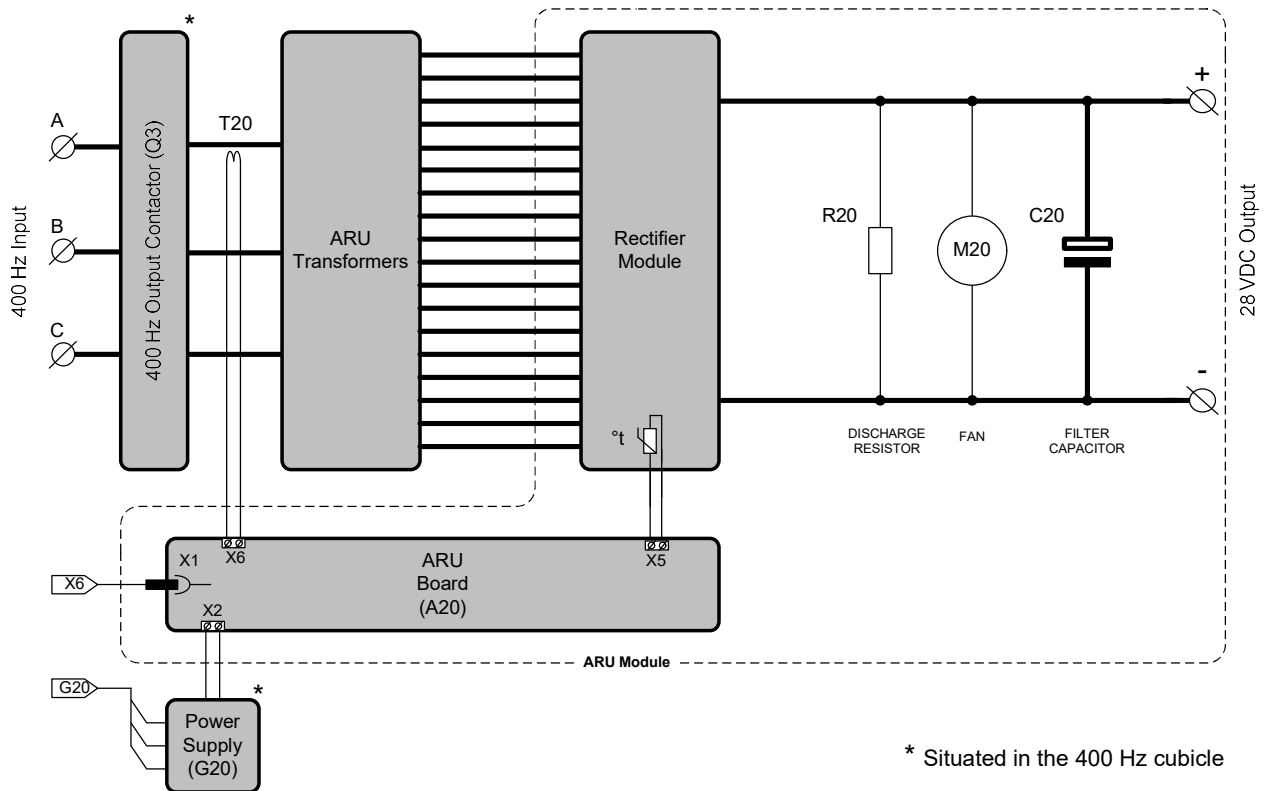 *
A
B
C
400 Hz Input
400 Hz Output Contactor (Q3)
T20
ARU
Transformers
Rectifier
Module
°t
R20
M20
C20
+
-
28 VDC Output
DISCHARGE
RESISTOR
FAN
FILTER
CAPACITOR
X6
X1
X6
ARU
Board
(A20)
X5
X2
ARU Module
G20
*
Power
Supply
(G20)
* Situated in the 400 Hz cubicle